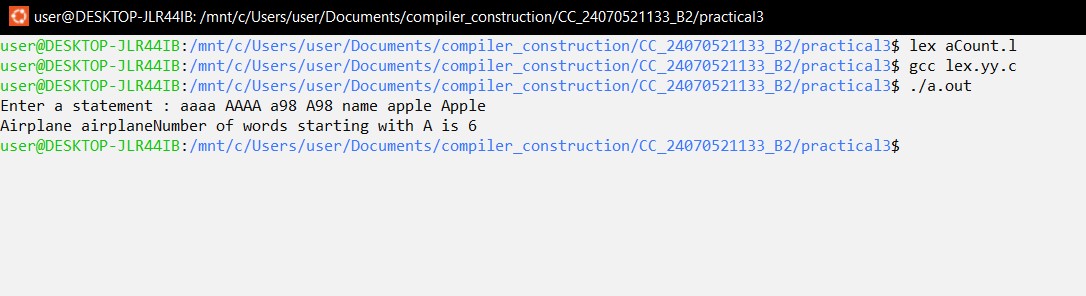 user@DESKTOP-JLR44IB: /mnt/c/Users/user/Documents/compiler_construction/CC_24070521133_B2/practical3
user@DESKTOP-JLR44IB:/mnt/c/Users/user/Documents/compiler_construction/CC_24070521133_B2/practical3$ lex aCount.l
user@DESKTOP-JLR44IB:/mnt/c/Users/user/Documents/compiler_construction/CC_24070521133_B2/practical3$ gcc lex.yy.c
user@DESKTOP-JLR44IB:/mnt/c/Users/user/Documents/compiler_construction/CC_24070521133_B2/practical3$ ./a.out
Enter a statement : aaaa AAAA a98 A98 name apple Apple
Airplane airplaneNumber of words starting with A is 6
user@DESKTOP-JLR44IB:/mnt/c/Users/user/Documents/compiler_construction/CC_24070521133_B2/practical3$